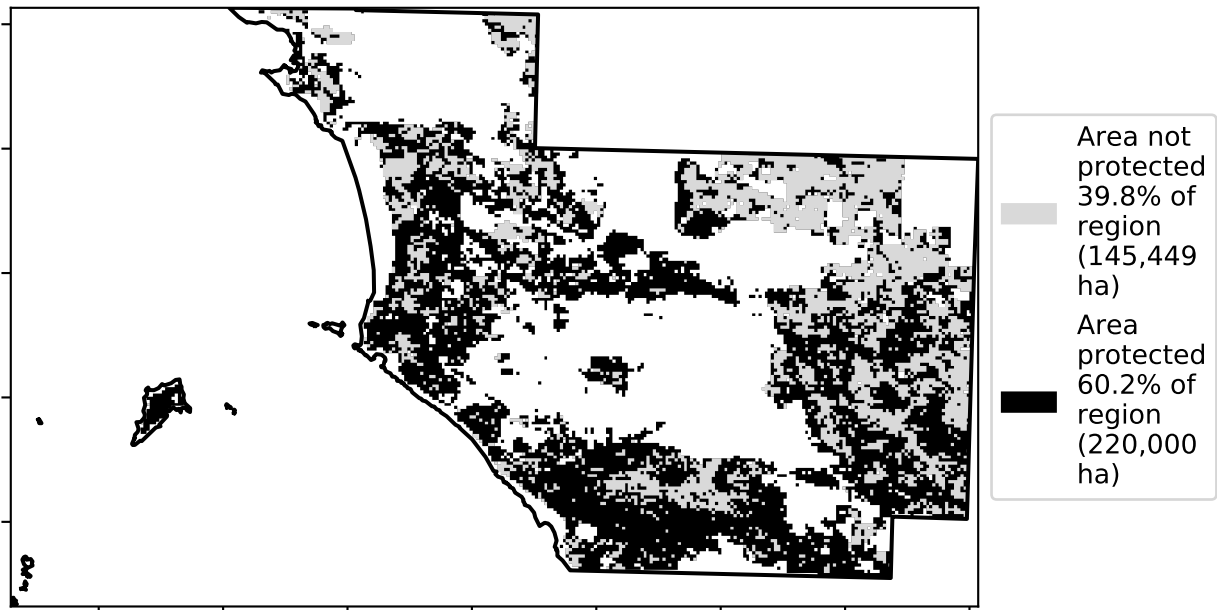 Area not
protected
39.8% of
region
(145,449
ha)
Area
protected
60.2% of
region
(220,000
ha)